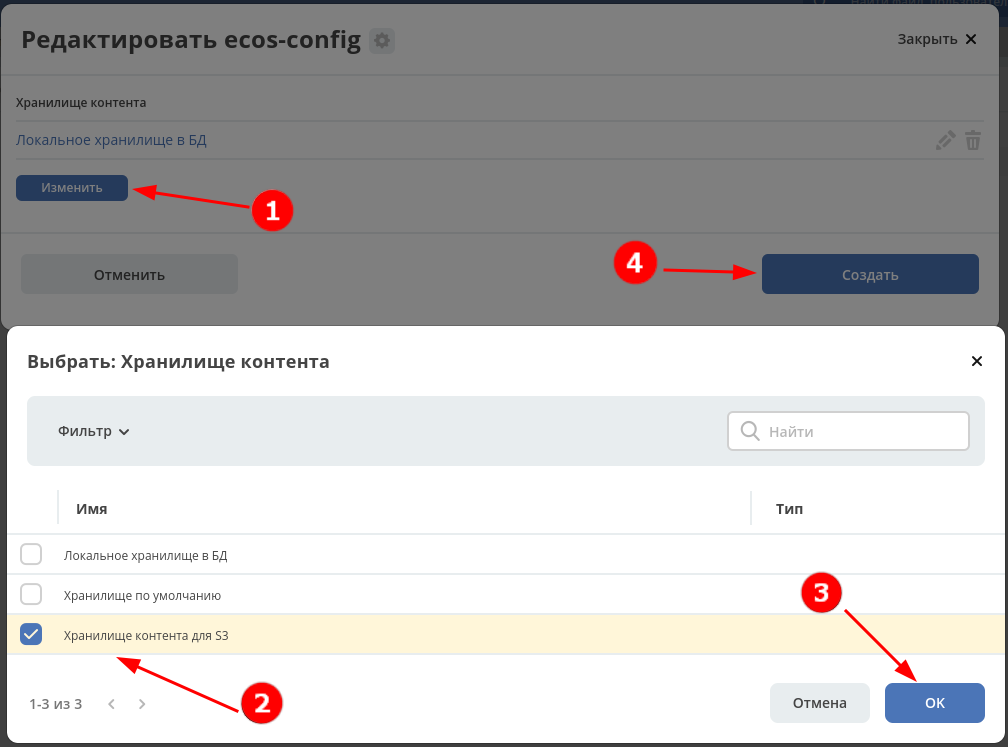 Редактировать ecos-config
Закрыть
Хранилище контента
Локальное хранилище в БД
Изменить
1
Отменить
4
Создать
Выбрать: Хранилище контента
Фильтр
Найти
Имя
Тип
Локальное хранилище в БД
Хранилище по умолчанию
3
Хранилище контента для S3
1-3 из 3
2
Отмена
OK